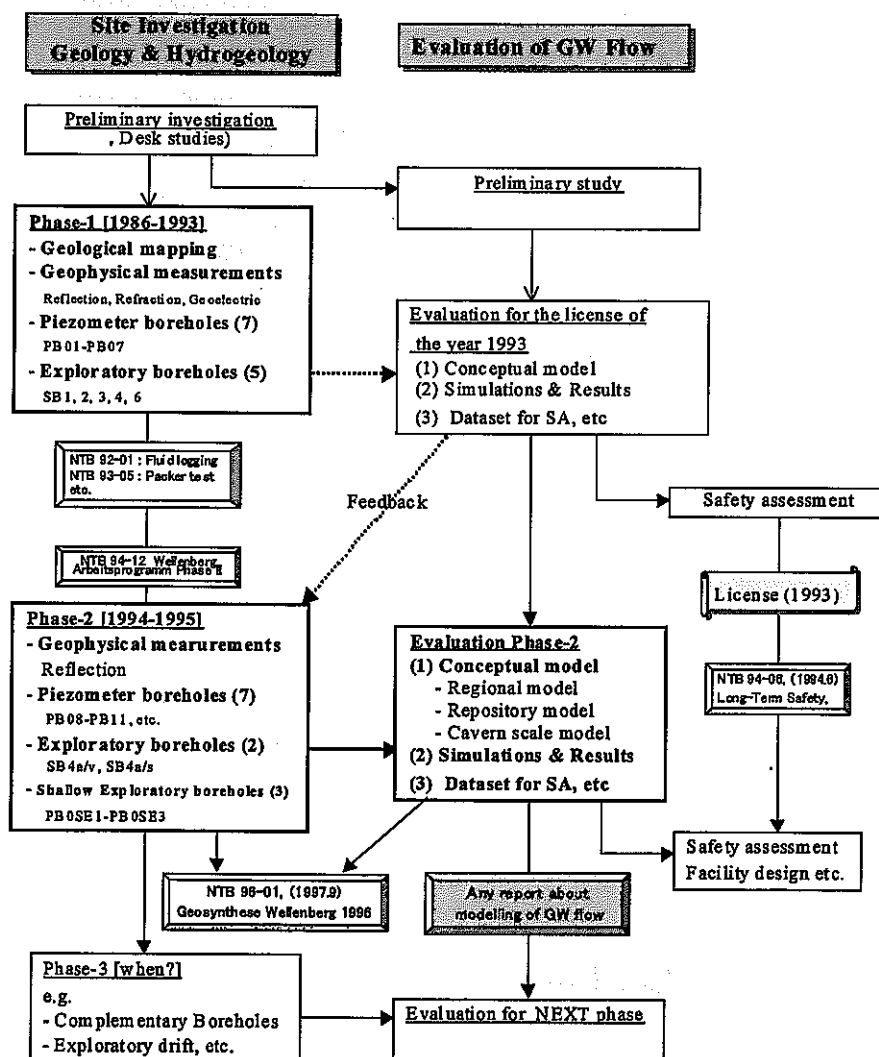 Site Investigation
Geology & Hydrogeology
Evaluation of GW Flow
Preliminary investigation
, Desk studies)
Preliminary study
Phase-1 [1986-1993]
- Geological mapping
- Geophysical measurements
Reflection, Refraction, Geoelectric
- Piezometer boreholes (7)
PB01-PB07
- Exploratory boreholes (5)
SB1, 2, 3, 4, 6
Evaluation for the license of
the year 1993
(1) Conceptual model
(2) Simulations & Results
(3) Dataset for SA, etc
NTB 92-01 : Fluid logging
NTB 93-05 : Packer test
etc.
Feedback
Safety assessment
NTB 94-12 Wellenberg
Arbeitsprogramm Phase II
License (1993)
Phase-2 [1994-1995]
- Geophysical mearurements
Reflection
- Piezometer boreholes (7)
PB08-PB11, etc.
- Exploratory boreholes (2)
SB4a/v, SB4a/s
- Shallow Exploratory boreholes (3)
PB0SE1-PB0SE3
Evaluation Phase-2
(1) Conceptual model
- Regional model
- Repository model
- Cavern scale model
(2) Simulations & Results
(3) Dataset for SA, etc
NTB 94-06, (1994.6)
Long-Term Safety,
Safety assessment
Facility design etc.
NTB 96-01, (1997.9)
Geosynthese Wellenberg 1996
Any report about
modelling of GW flow
Phase-3 [when?]
e.g.
- Complementary Boreholes
- Exploratory drift, etc.
Evaluation for NEXT phase